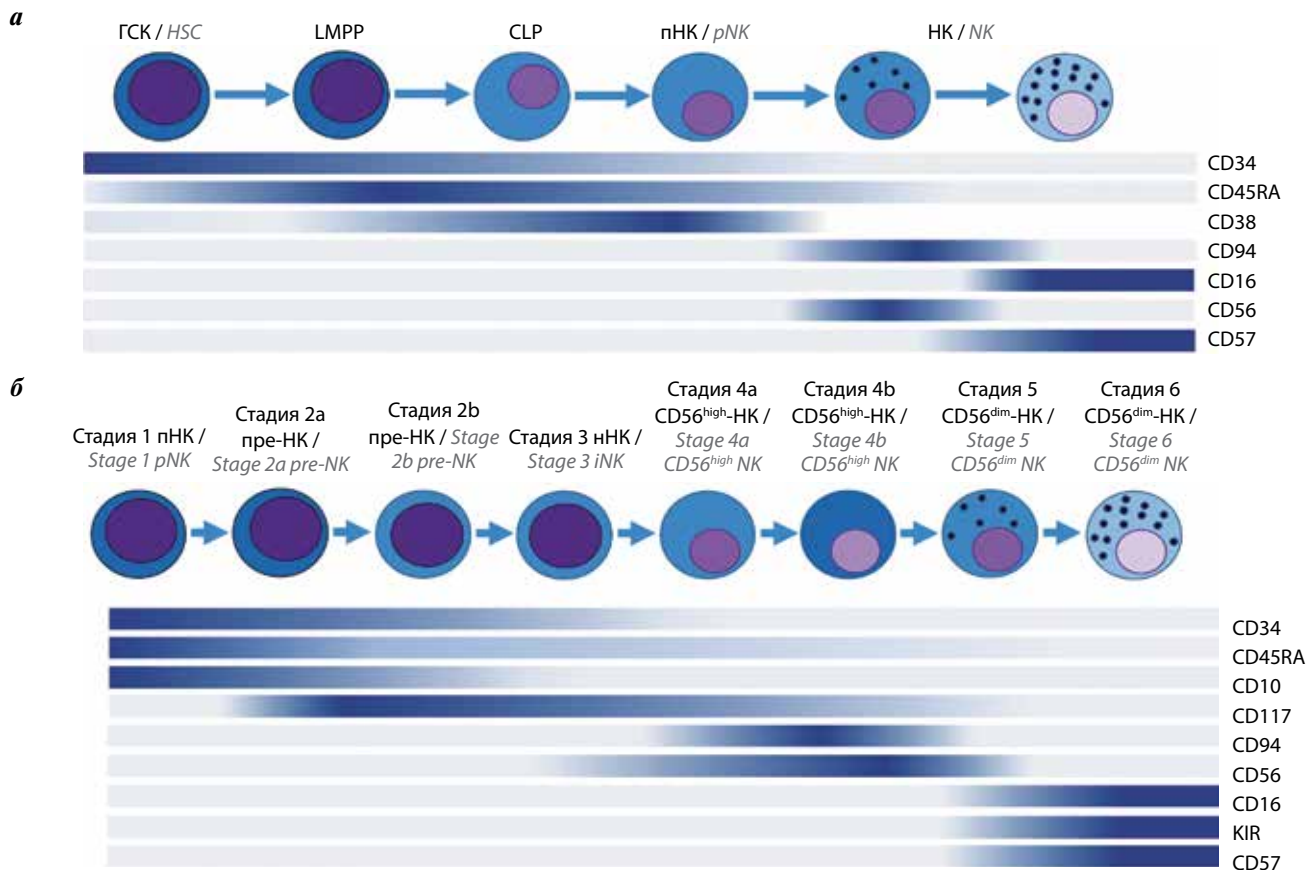 а
ГСК / HSC
LMPP
CLP
пНК / pNK
НК / NK
CD34
CD45RA
CD38
CD94
CD16
CD56
CD57
б
Стадия 1 пНК /
Stage 1 pNK
Стадия 2a
пре-НК /
Stage 2a pre-NK
Стадия 2b
пре-НК / Stage
2b pre-NK
Стадия 3 нНК /
Stage 3 iNK
Стадия 4a
CD56high-НК /
Stage 4a
CD56high NK
Стадия 4b
CD56high-НК /
Stage 4b
CD56high NK
Стадия 5
CD56dim-НК /
Stage 5
CD56dim NK
Стадия 6
CD56dim-НК /
Stage 6
CD56dim NK
CD34
CD45RA
CD10
CD117
CD94
CD56
CD16
KIR
CD57